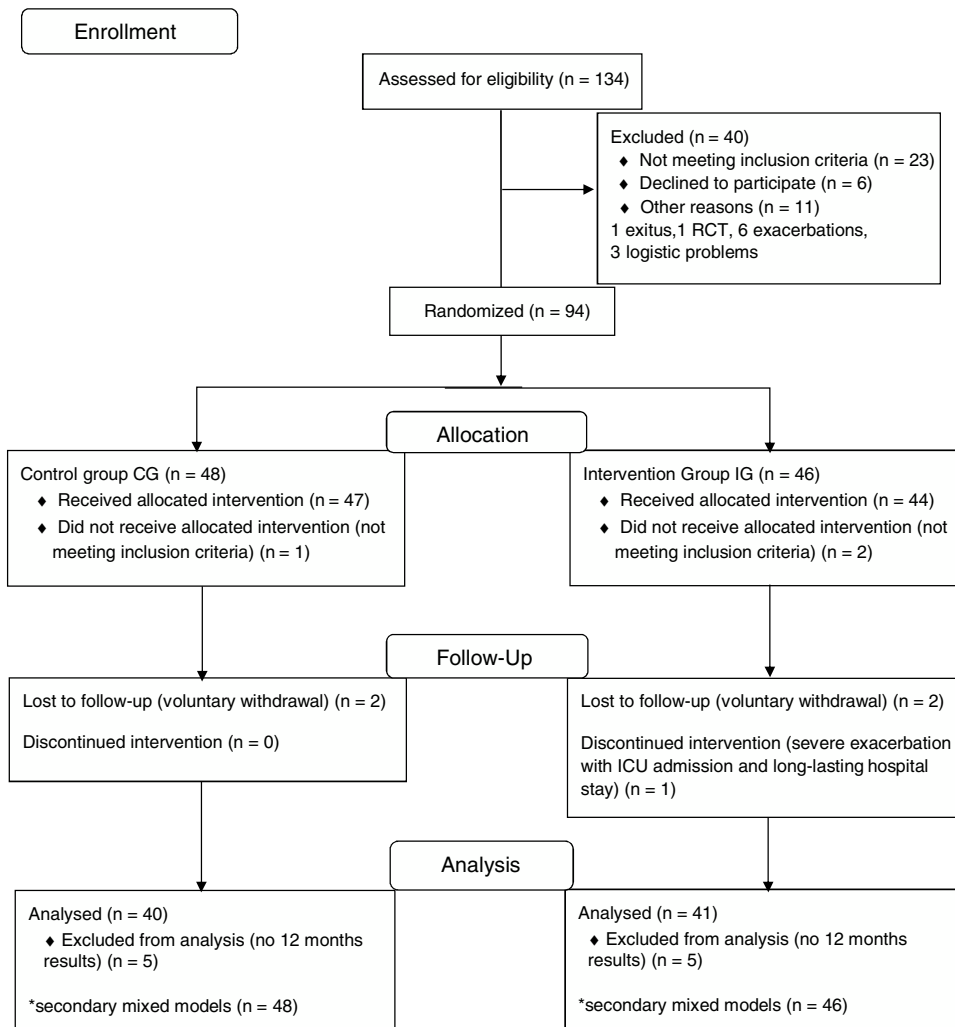 Enrollment
Assessed for eligibility (n = 134)
Excluded (n = 40)
♦ Not meeting inclusion criteria (n = 23)
♦ Declined to participate (n = 6)
♦ Other reasons (n = 11)
1 exitus,1 RCT, 6 exacerbations,
3 logistic problems
Randomized (n = 94)
Allocation
Control group CG (n = 48)
♦ Received allocated intervention (n = 47)
♦ Did not receive allocated intervention (not
meeting inclusion criteria) (n = 1)
Intervention Group IG (n = 46)
♦ Received allocated intervention (n = 44)
♦ Did not receive allocated intervention (not
meeting inclusion criteria) (n = 2)
Follow-Up
Lost to follow-up (voluntary withdrawal) (n = 2)
Discontinued intervention (n = 0)
Lost to follow-up (voluntary withdrawal) (n = 2)
Discontinued intervention (severe exacerbation
with ICU admission and long-lasting hospital
stay) (n = 1)
Analysis
Analysed (n = 40)
♦ Excluded from analysis (no 12 months
results) (n = 5)
*secondary mixed models (n = 48)
Analysed (n = 41)
♦ Excluded from analysis (no 12 months
results) (n = 5)
*secondary mixed models (n = 46)